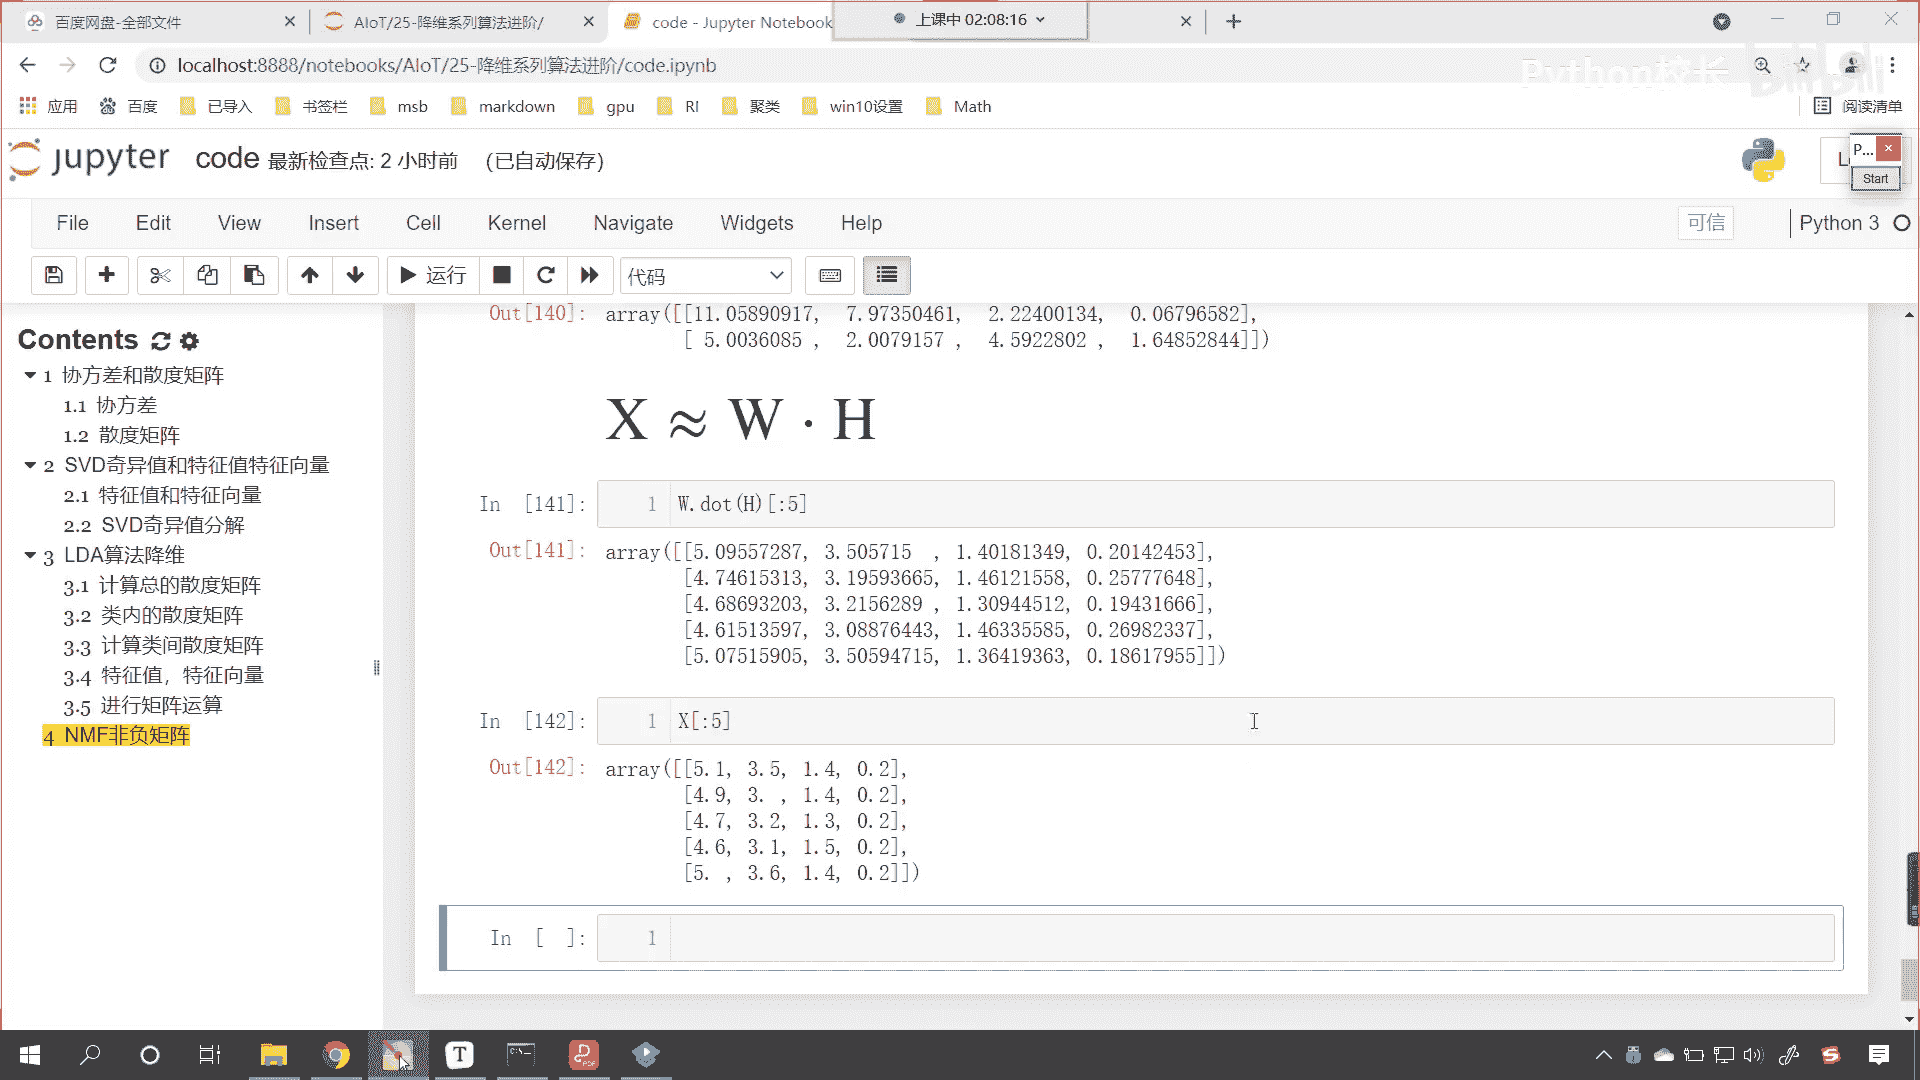 百度网盘-全部文件
AIoT/25-降维系列算法进阶/
code - Jupyter Notebook
上课中 02:08:16
localhost:8888/notebooks/AIoT/25-降维系列算法进阶/code.ipynb
Python校长
bilibili
应用 百度 已导入 书签栏 msb markdown gpu Rl 聚类 win10设置 Math 阅读清单
jupyter code 最新检查点: 2 小时前 (已自动保存)
P...
Start
File Edit View Insert Cell Kernel Navigate Widgets Help 可信 Python 3
运行 代码
Contents
1 协方差和散度矩阵
1.1 协方差
1.2 散度矩阵
2 SVD奇异值和特征值特征向量
2.1 特征值和特征向量
2.2 SVD奇异值分解
3 LDA算法降维
3.1 计算总的散度矩阵
3.2 类内的散度矩阵
3.3 计算类间散度矩阵
3.4 特征值，特征向量
3.5 进行矩阵运算
4 NMF非负矩阵
Out[140]: array([[11.05890917, 7.97350461, 2.22400134, 0.06796582],
[ 5.0036085 , 2.0079157 , 4.5922802 , 1.64852844]])
X ≈ W · H
In [141]: 1 W.dot(H)[:5]
Out[141]: array([[5.09557287, 3.505715 , 1.40181349, 0.20142453],
[4.74615313, 3.19593665, 1.46121558, 0.25777648],
[4.68693203, 3.2156289 , 1.30944512, 0.19431666],
[4.61513597, 3.08876443, 1.46335585, 0.26982337],
[5.07515905, 3.50594715, 1.36419363, 0.18617955]])
In [142]: 1 X[:5]
Out[142]: array([[5.1, 3.5, 1.4, 0.2],
[4.9, 3. , 1.4, 0.2],
[4.7, 3.2, 1.3, 0.2],
[4.6, 3.1, 1.5, 0.2],
[5. , 3.6, 1.4, 0.2]])
In [ ]: 1